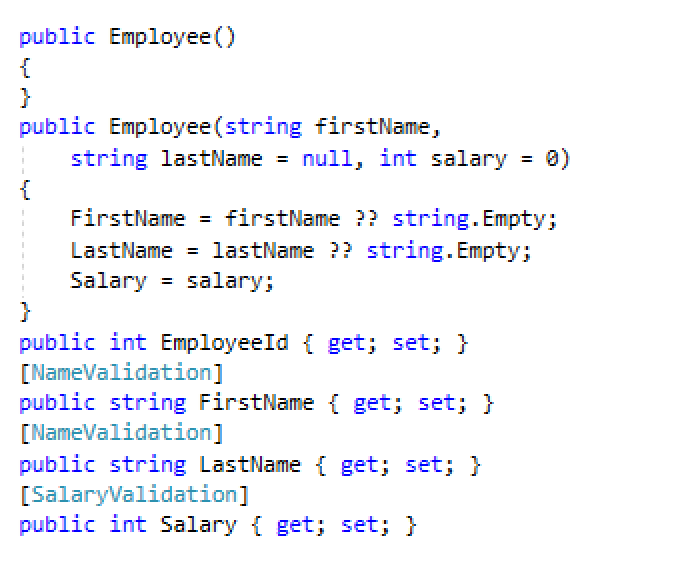 public Employee()
{
}
public Employee(string firstName,
    string lastName = null, int salary = 0)
{
    FirstName = firstName ?? string.Empty;
    LastName = lastName ?? string.Empty;
    Salary = salary;
}
public int EmployeeId { get; set; }
[NameValidation]
public string FirstName { get; set; }
[NameValidation]
public string LastName { get; set; }
[SalaryValidation]
public int Salary { get; set; }